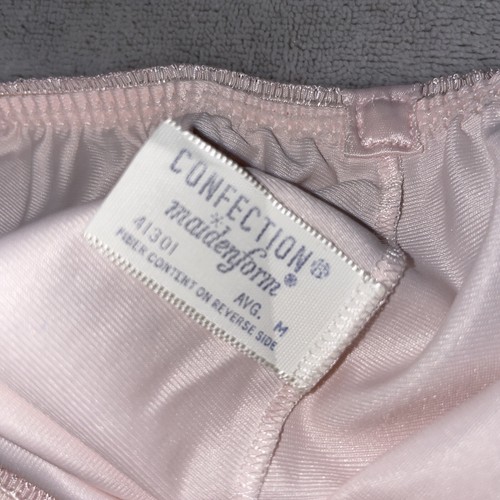 CONFECTION®
*
maidenform®
41301 AVG. M
FIBER CONTENT ON REVERSE SIDE